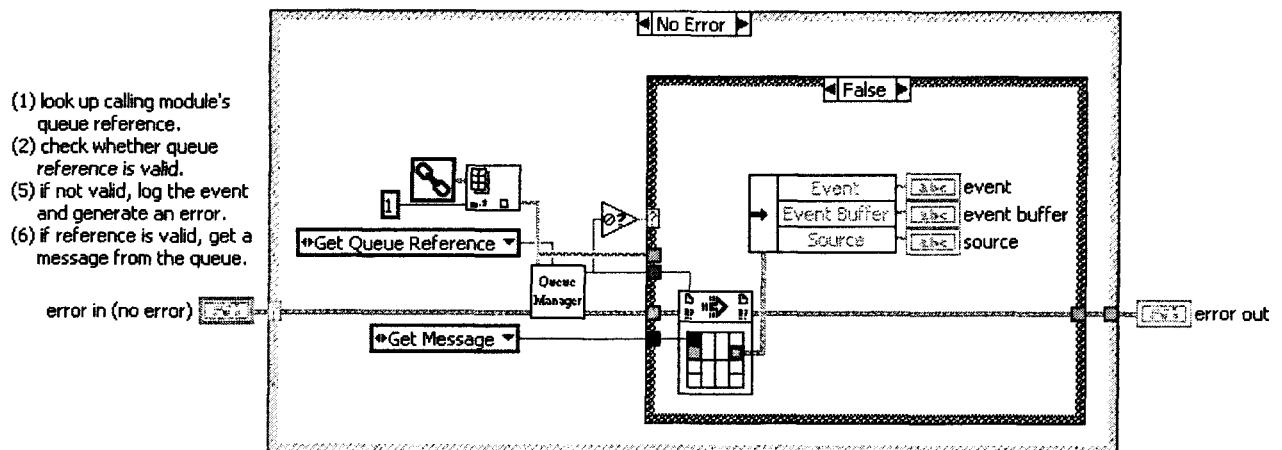 No Error
(1) look up calling module's
queue reference.
(2) check whether queue
reference is valid.
(5) if not valid, log the event
and generate an error.
(6) if reference is valid, get a
message from the queue.
False
1
Get Queue Reference
Queue
Manager
Event
Event Buffer
Source
abc
event
abc
event buffer
abc
source
error in (no error)
error out
Get Message